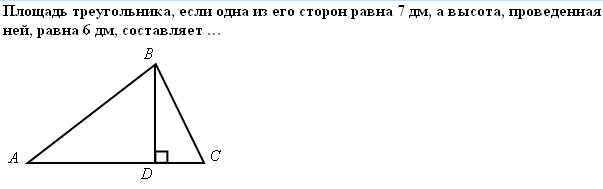 Площадь треугольника, если одна из его сторон равна 7 дм, а высота, проведенная
ней, равна 6 дм, составляет …
B
A
C
D